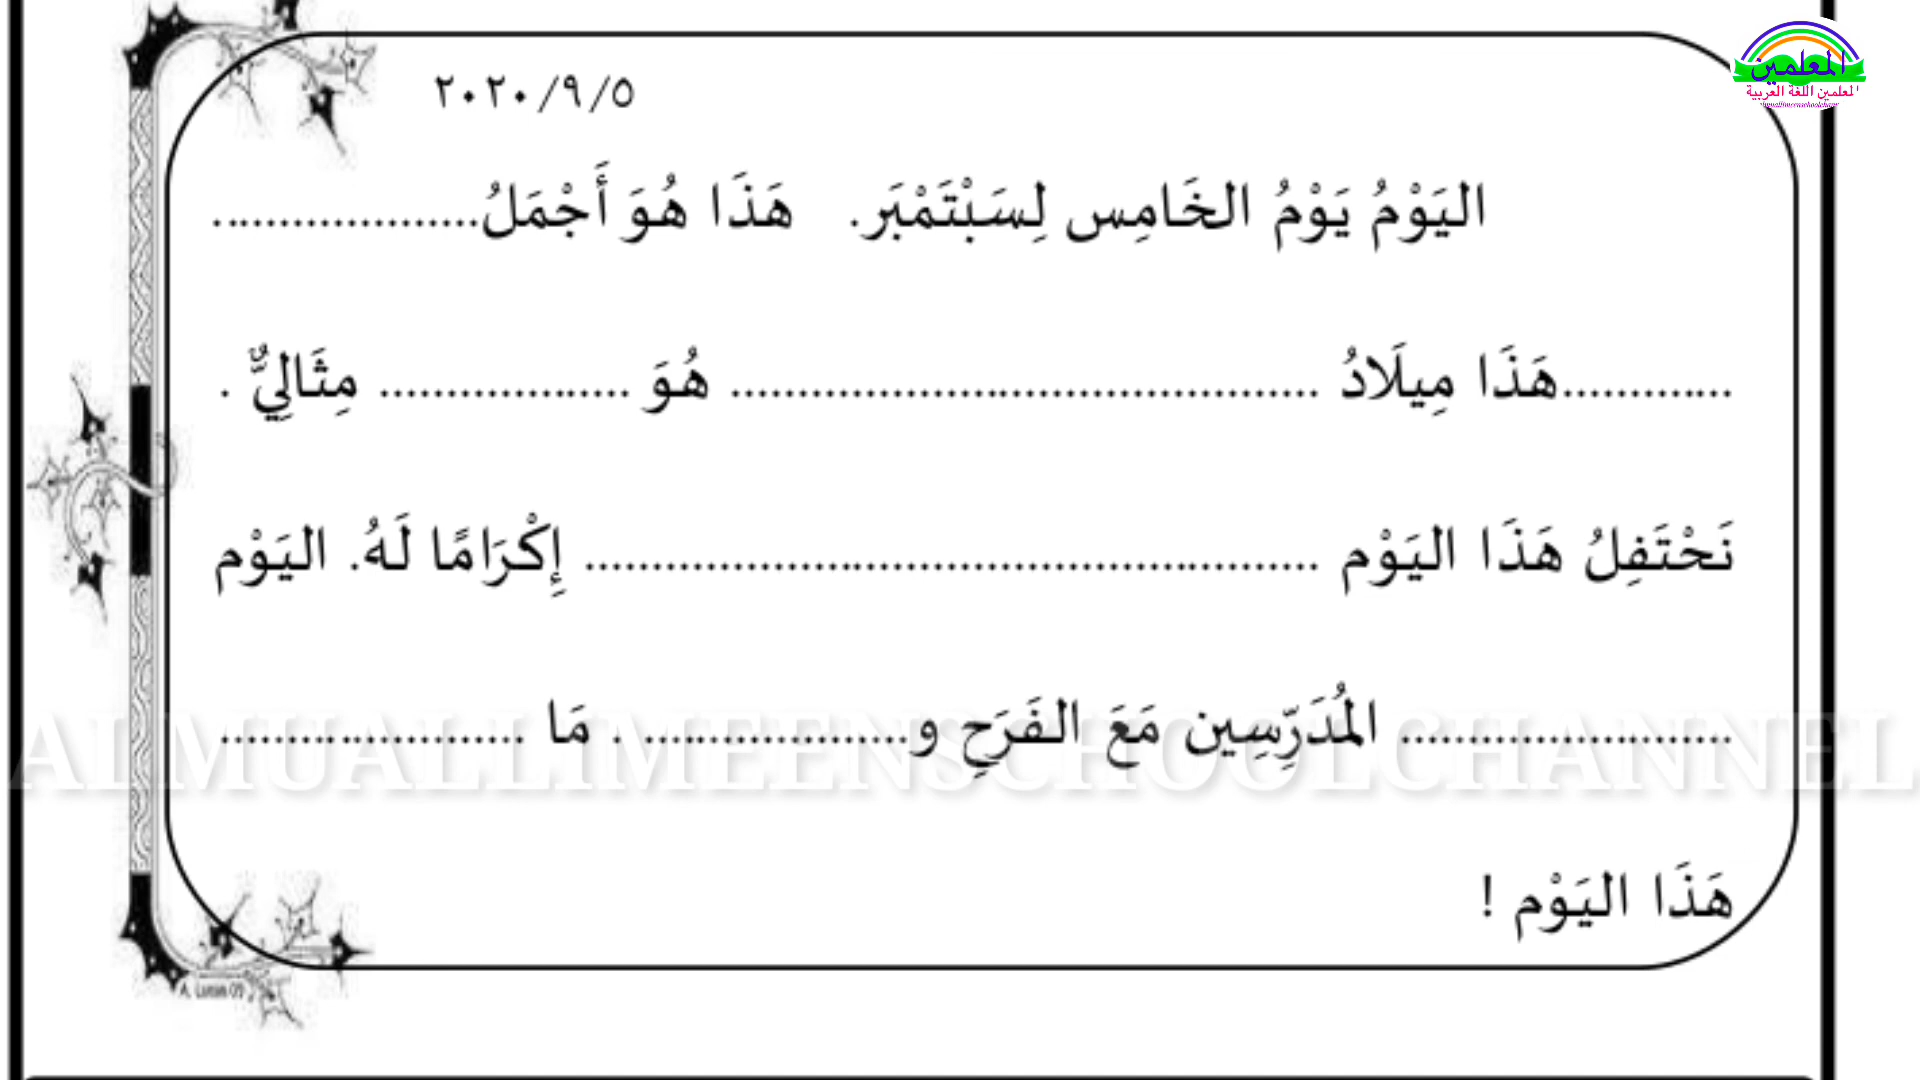 المعلمين
المعلمين اللغة العربية
٢٠٢٠/٩/٥
اليَوْمُ يَوْمُ الخَامِس لِسَبْتَمْبَر. هَذَا هُوَ أَجْمَلُ....................
.............هَذَا مِيلَادُ ............................................ هُوَ ................... مِثَالِيٌّ .
نَحْتَفِلُ هَذَا اليَوْم ....................................................... إِكْرَامًا لَهُ. اليَوْم
......................... المُدَرِّسِين مَعَ الفَرَحِ و.................... . مَا .......................
ALMUALLIMEENSCHOOLCHANNEL
هَذَا اليَوْم !